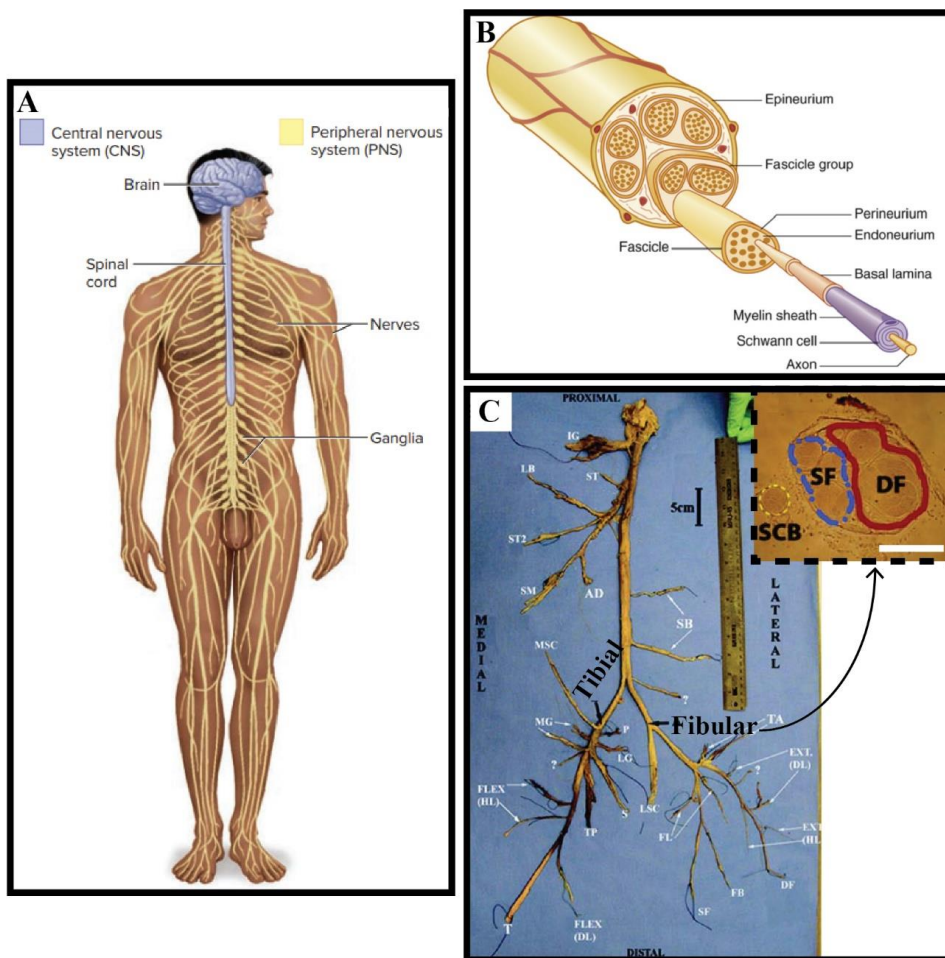 A
Central nervous
system (CNS)
Peripheral nervous
system (PNS)
Brain
Spinal
cord
Nerves
Ganglia
B
Epineurium
Fascicle group
Perineurium
Endoneurium
Fascicle
Basal lamina
Myelin sheath
Schwann cell
Axon
C
PROXIMAL
IG
LB
ST
5cm
ST2
SM
AD
SB
MEDIAL
LATERAL
MSC
Tibial
?
Fibular
TA
MG
P
EXT.
(DL)
?
LG
?
FLEX
(HL)
TP
S
LSC
FL
EXT
(HL)
DF
FB
SF
T
FLEX
(DL)
DISTAL
SF
DF
SCB